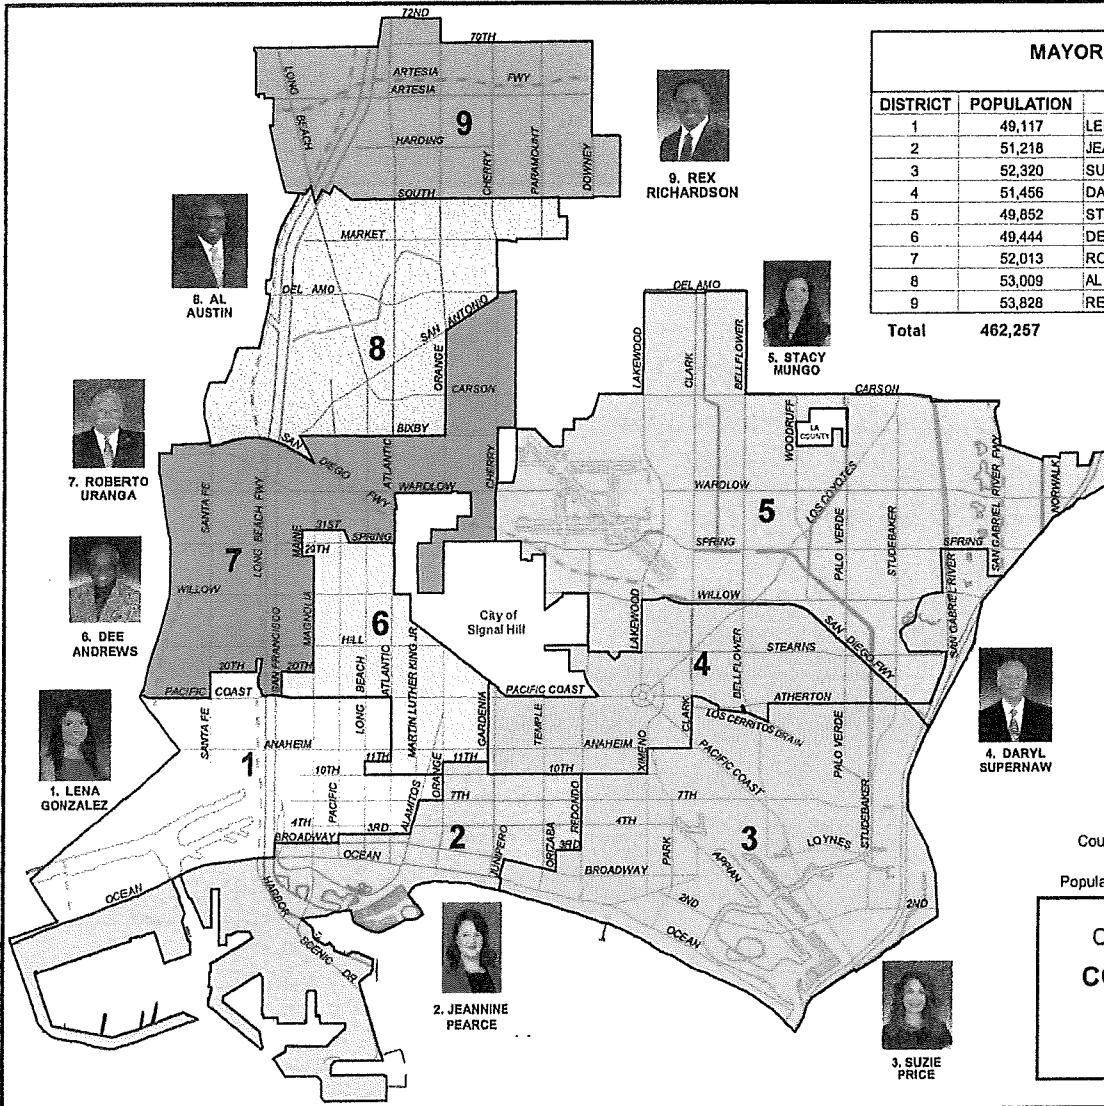 72ND
70TH
ARTESIA FWY
ARTESIA
LONG BEACH
HARDING
9
CHERRY
PARAMOUNT
DOWNEY
SOUTH
9. REX
RICHARDSON
MAYOR
DISTRICT POPULATION
1 49,117 LE
2 51,218 JEA
3 52,320 SU
4 51,456 DA
5 49,852 ST
6 49,444 DE
7 52,013 RO
8 53,009 AL
9 53,828 RE
Total 462,257
8. AL
AUSTIN
MARKET
DEL AMO
SAN ANTONIO
8
ORANGE
CARSON
BIXBY
ATLANTIC
SAN DIEGO FWY
WARDLOW
CHERRY
DEL AMO
LAKEWOOD
CLARK
BELLFLOWER
5. STACY
MUNGO
CARSON
WOODRUFF
LA
COUNTY
WARDLOW
LOS COYOTES
5
PALO VERDE
STUDEBAKER
SAN GABRIEL RIVER FWY
NORWALK
SPRING
SPRING
WILLOW
SAN GABRIEL RIVER
7. ROBERTO
URANGA
SANTA FE
LONG BEACH FWY
MAINE
31ST
SPRING
7
WILLOW
MAGNOLIA
6. DEE
ANDREWS
6
HILL
City of
Signal Hill
LAKEWOOD
BELLFLOWER
STEARNS
SAN DIEGO FWY
4
20TH
20TH
SAN FRANCISCO
LONG BEACH
ATLANTIC
MARTIN LUTHER KING JR
PACIFIC COAST
PACIFIC COAST
GARDENIA
TEMPLE
CLARK
ATHERTON
LOS CERRITOS DRAIN
4. DARYL
SUPERNAW
SANTA FE
1
ANAHEIM
ANAHEIM
XIMENO
PACIFIC COAST
PALO VERDE
STUDEBAKER
1. LENA
GONZALEZ
10TH
PACIFIC
11TH
11TH
10TH
ORANGE
ALAMITOS
7TH
7TH
4TH
3RD
BROADWAY
OCEAN
2
JUNIPERO
ORIZABA
REDONDO
3RD
4TH
BROADWAY
PARK
3
LOYNES
APPIAN
OCEAN
HARBOR SCENIC DR
2ND
2ND
OCEAN
2. JEANNINE
PEARCE
3. SUZIE
PRICE
Cou
Popula
C
CO